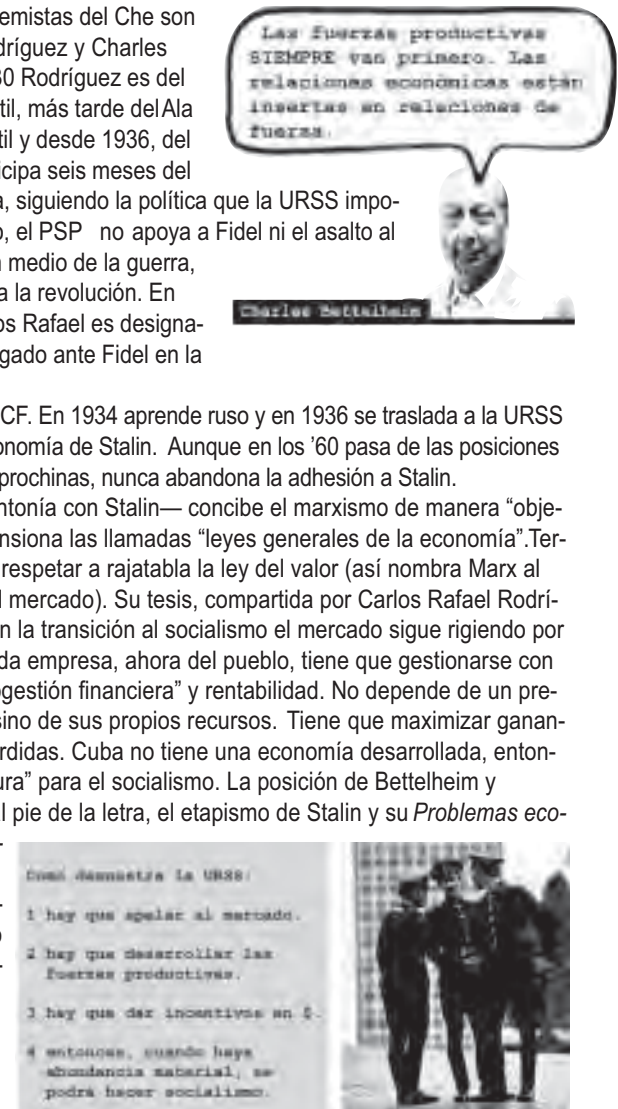 emistas del Che son
dríguez y Charles
30 Rodríguez es del
til, más tarde delAla
til y desde 1936, del
icipa seis meses del
a, siguiendo la política que la URSS impo-
o, el PSP no apoya a Fidel ni el asalto al
n medio de la guerra,
a la revolución. En
os Rafael es designa-
gado ante Fidel en la
Las fuerzas productivas
SIEMPRE van primero. Las
relaciones económicas están
insertas en relaciones de
fuerza.
Charles Bettelheim
CF. En 1934 aprende ruso y en 1936 se traslada a la URSS
onomía de Stalin. Aunque en los '60 pasa de las posiciones
prochinas, nunca abandona la adhesión a Stalin.
ntonía con Stalin— concibe el marxismo de manera “obje-
nsiona las llamadas “leyes generales de la economía”.Ter-
respetar a rajatabla la ley del valor (así nombra Marx al
l mercado). Su tesis, compartida por Carlos Rafael Rodrí-
n la transición al socialismo el mercado sigue rigiendo por
da empresa, ahora del pueblo, tiene que gestionarse con
ogestión financiera” y rentabilidad. No depende de un pre-
sino de sus propios recursos. Tiene que maximizar ganan-
rdidas. Cuba no tiene una economía desarrollada, enton-
ura” para el socialismo. La posición de Bettelheim y
l pie de la letra, el etapismo de Stalin y su Problemas eco-
Como demuestra la URSS:
1 hay que apelar al mercado.
2 hay que desarrollar las
fuerzas productivas.
3 hay que dar incentivos en $.
4 entonces, cuando haya
abundancia material, se
podrá hacer socialismo.